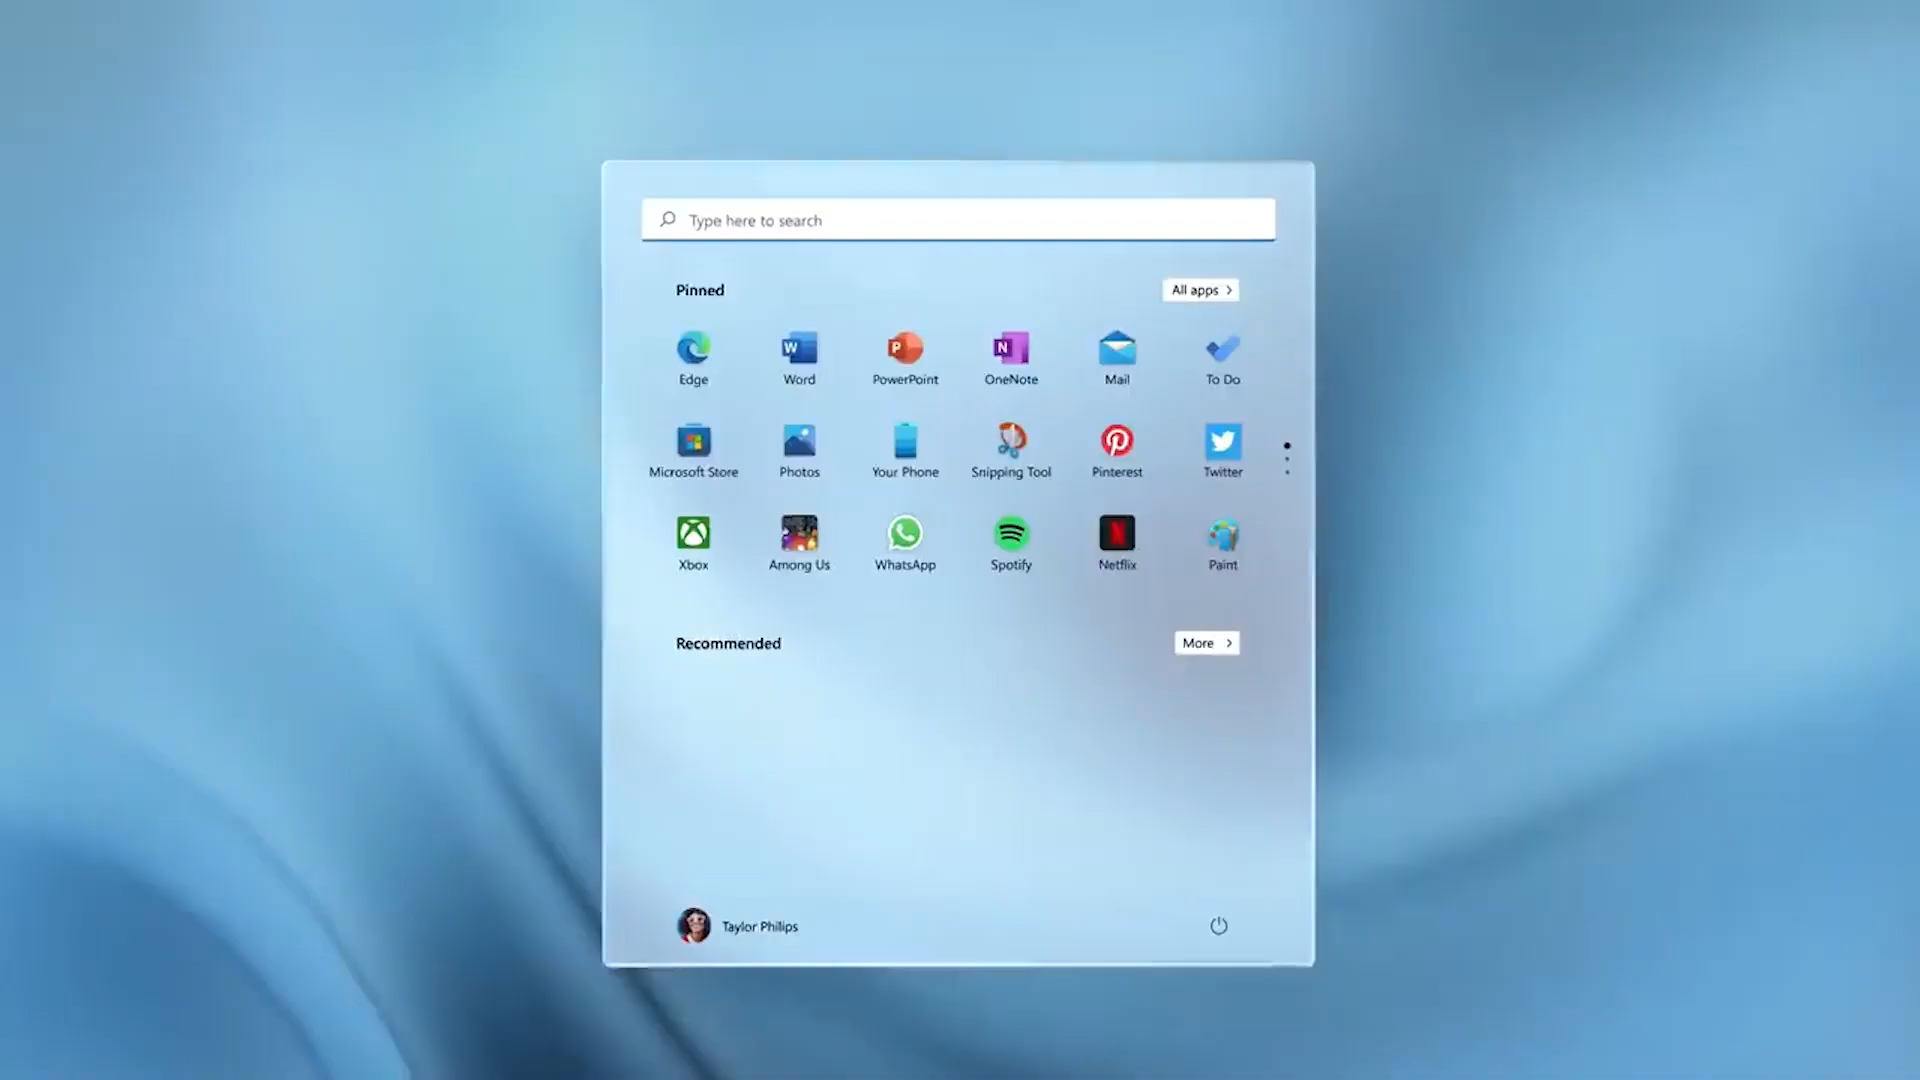 Type here to search
Pinned
All apps
Edge
Word
PowerPoint
OneNote
Mail
To Do
Microsoft Store
Photos
Your Phone
Snipping Tool
Pinterest
Twitter
Xbox
Among Us
WhatsApp
Spotify
Netflix
Paint
Recommended
More
Taylor Philips